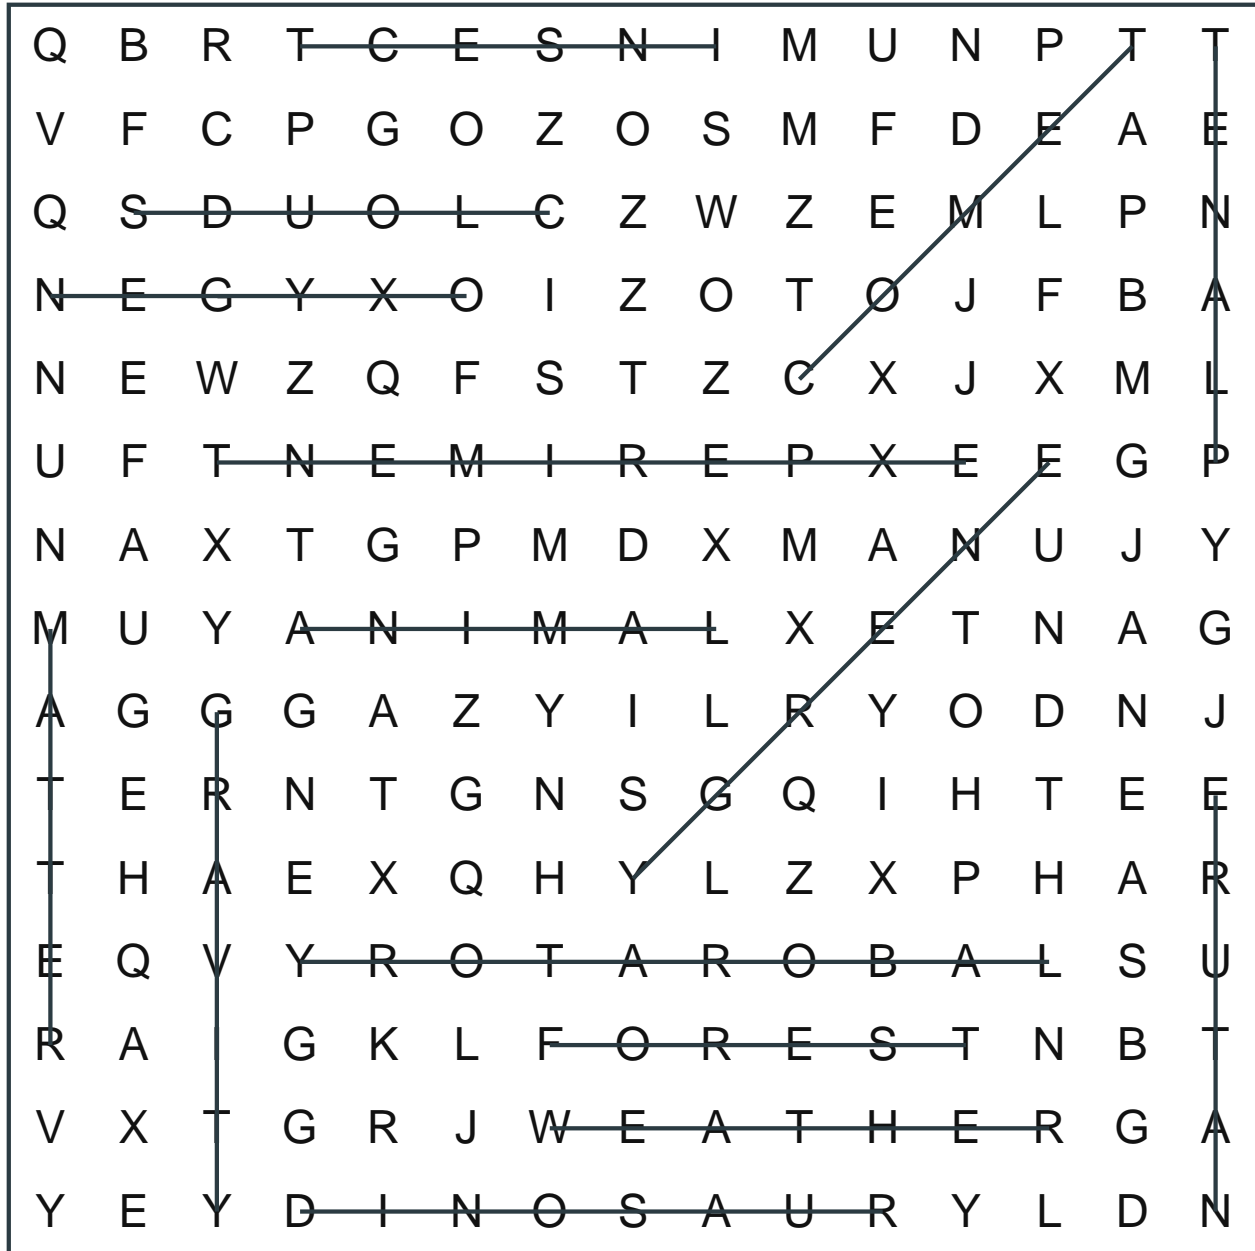 Q B R T C E S N I M U N P T T
V F C P G O Z O S M F D E A E
Q S D U O L C Z W Z E M L P N
N E G Y X O I Z O T O J F B A
N E W Z Q F S T Z C X J X M L
U F T N E M I R E P X E E G P
N A X T G P M D X M A N U J Y
M U Y A N I M A L X E T N A G
A G G G A Z Y I L R Y O D N J
T E R N T G N S G Q I H T E E
T H A E X Q H Y L Z X P H A R
E Q V Y R O T A R O B A L S U
R A I G K L F O R E S T N B T
V X T G R J W E A T H E R G A
Y E Y D I N O S A U R Y L D N